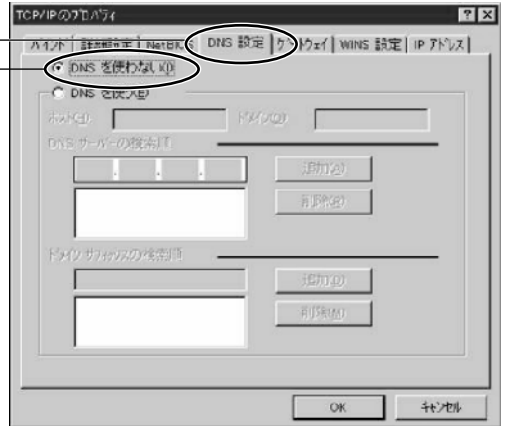 TCP/IPのプロパティ
バインド 詳細設定 NetBIOS DNS 設定 ゲートウェイ WINS 設定 IP アドレス
DNS を使わない(I)
DNS を使う(E)
ホスト(H) ドメイン(O)
DNS サーバーの検索順
追加(A)
削除(R)
ドメイン サフィックスの検索順
追加(D)
削除(M)
OK キャンセル